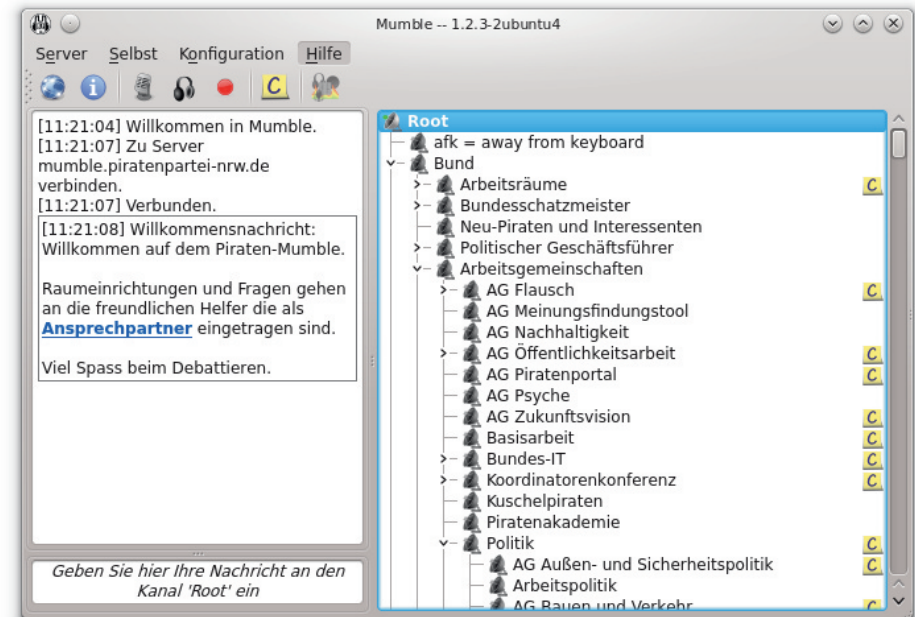 Mumble -- 1.2.3-2ubuntu4
Server Selbst Konfiguration Hilfe
[11:21:04] Willkommen in Mumble.
[11:21:07] Zu Server
mumble.piratenpartei-nrw.de
verbinden.
[11:21:07] Verbunden.
[11:21:08] Willkommensnachricht:
Willkommen auf dem Piraten-Mumble.
Raumeinrichtungen und Fragen gehen
an die freundlichen Helfer die als
Ansprechpartner eingetragen sind.
Viel Spass beim Debattieren.
Geben Sie hier Ihre Nachricht an den
Kanal 'Root' ein
Root
afk = away from keyboard
Bund
Arbeitsräume C
Bundesschatzmeister
Neu-Piraten und Interessenten
Politischer Geschäftsführer
Arbeitsgemeinschaften
AG Flausch C
AG Meinungsfindungstool
AG Nachhaltigkeit
AG Öffentlichkeitsarbeit C
AG Piratenportal C
AG Psyche
AG Zukunftsvision C
Basisarbeit C
Bundes-IT C
Koordinatorenkonferenz C
Kuschelpiraten
Piratenakademie
Politik C
AG Außen- und Sicherheitspolitik C
Arbeitspolitik
AG Bauen und Verkehr C